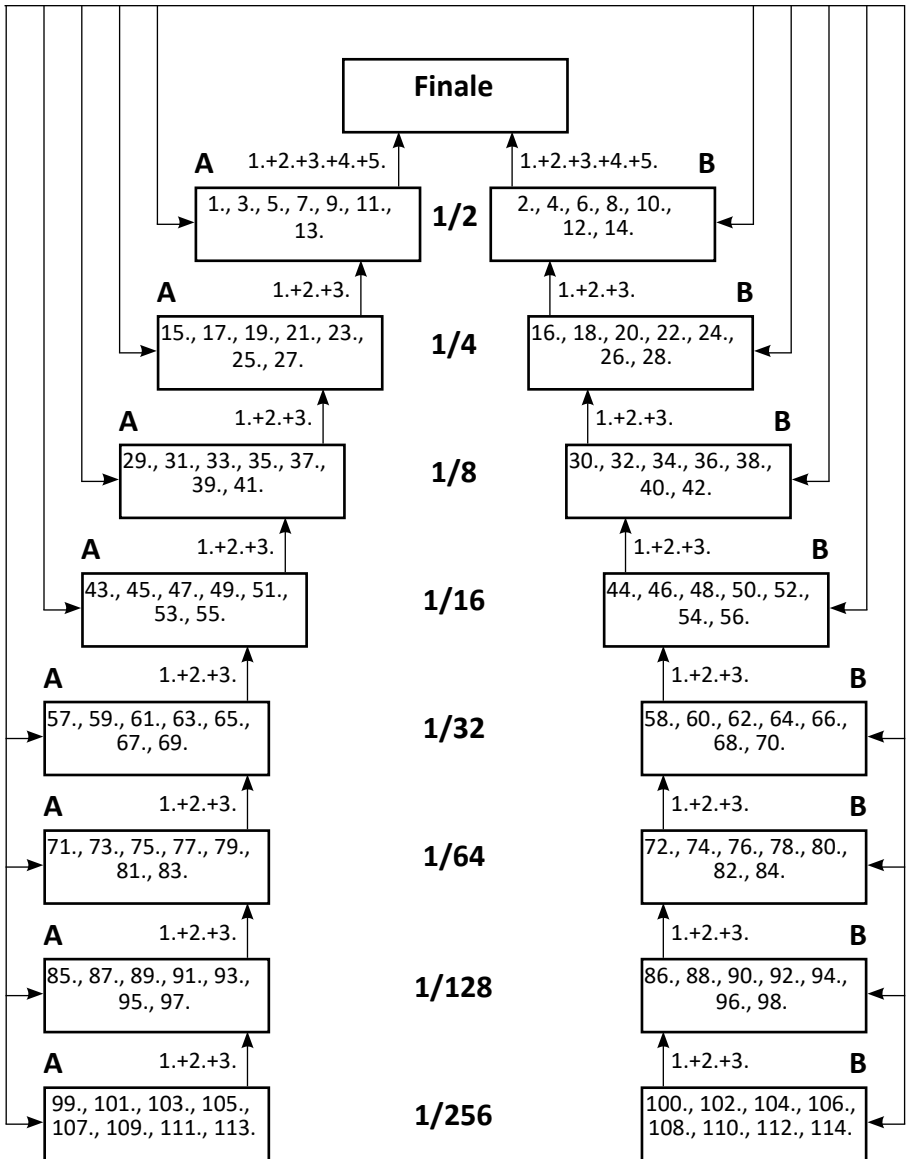 Finale
A 1.+2.+3.+4.+5. 1.+2.+3.+4.+5. B
1., 3., 5., 7., 9., 11.,
13.
1/2
2., 4., 6., 8., 10.,
12., 14.
A 1.+2.+3. 1.+2.+3. B
15., 17., 19., 21., 23.,
25., 27.
1/4
16., 18., 20., 22., 24.,
26., 28.
A 1.+2.+3. 1.+2.+3. B
29., 31., 33., 35., 37.,
39., 41.
1/8
30., 32., 34., 36., 38.,
40., 42.
A 1.+2.+3. 1.+2.+3. B
43., 45., 47., 49., 51.,
53., 55.
1/16
44., 46., 48., 50., 52.,
54., 56.
A 1.+2.+3. 1.+2.+3. B
57., 59., 61., 63., 65.,
67., 69.
1/32
58., 60., 62., 64., 66.,
68., 70.
A 1.+2.+3. 1.+2.+3. B
71., 73., 75., 77., 79.,
81., 83.
1/64
72., 74., 76., 78., 80.,
82., 84.
A 1.+2.+3. 1.+2.+3. B
85., 87., 89., 91., 93.,
95., 97.
1/128
86., 88., 90., 92., 94.,
96., 98.
A 1.+2.+3. 1.+2.+3. B
99., 101., 103., 105.,
107., 109., 111., 113.
1/256
100., 102., 104., 106.,
108., 110., 112., 114.